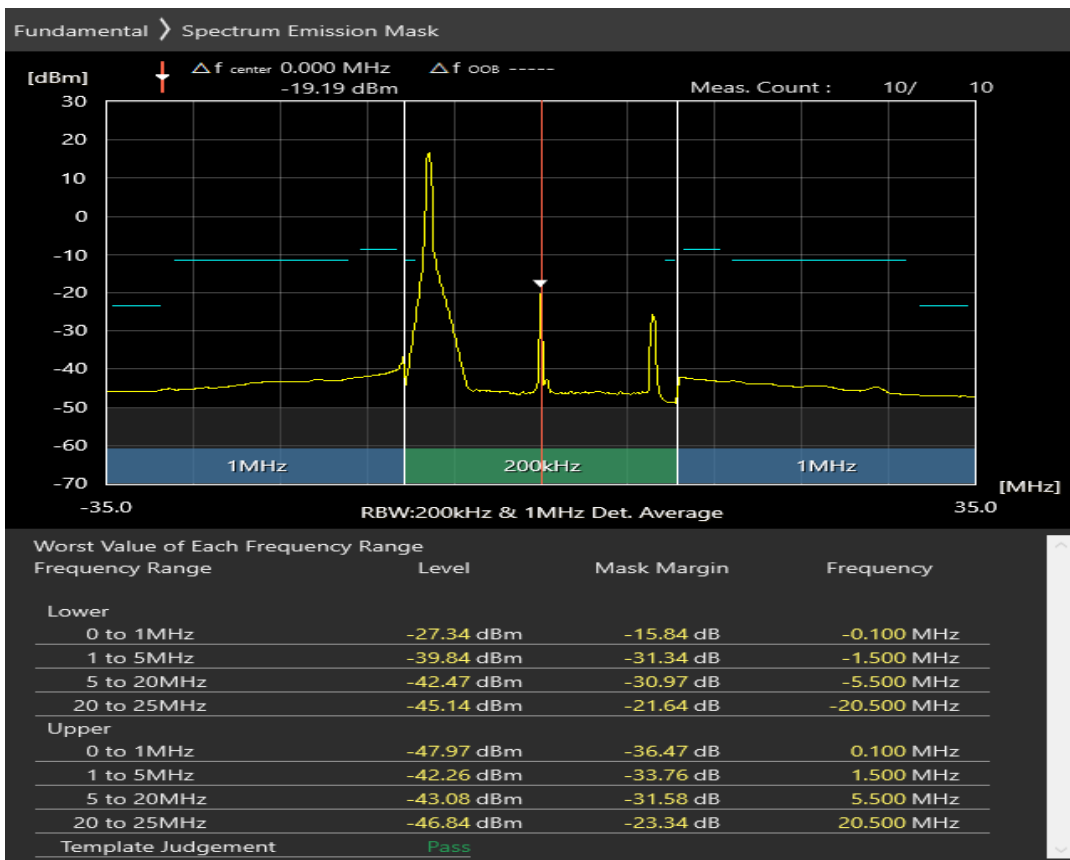 Fundamental ❭ Spectrum Emission Mask
[dBm] △f center 0.000 MHz △f OOB -----
-19.19 dBm Meas. Count : 10/ 10
30
20
10
0
-10
-20
-30
-40
-50
-60
-70
1MHz 200kHz 1MHz
[MHz]
-35.0 RBW:200kHz & 1MHz Det. Average 35.0
Worst Value of Each Frequency Range
Frequency Range Level Mask Margin Frequency
Lower
0 to 1MHz -27.34 dBm -15.84 dB -0.100 MHz
1 to 5MHz -39.84 dBm -31.34 dB -1.500 MHz
5 to 20MHz -42.47 dBm -30.97 dB -5.500 MHz
20 to 25MHz -45.14 dBm -21.64 dB -20.500 MHz
Upper
0 to 1MHz -47.97 dBm -36.47 dB 0.100 MHz
1 to 5MHz -42.26 dBm -33.76 dB 1.500 MHz
5 to 20MHz -43.08 dBm -31.58 dB 5.500 MHz
20 to 25MHz -46.84 dBm -23.34 dB 20.500 MHz
Template Judgement Pass